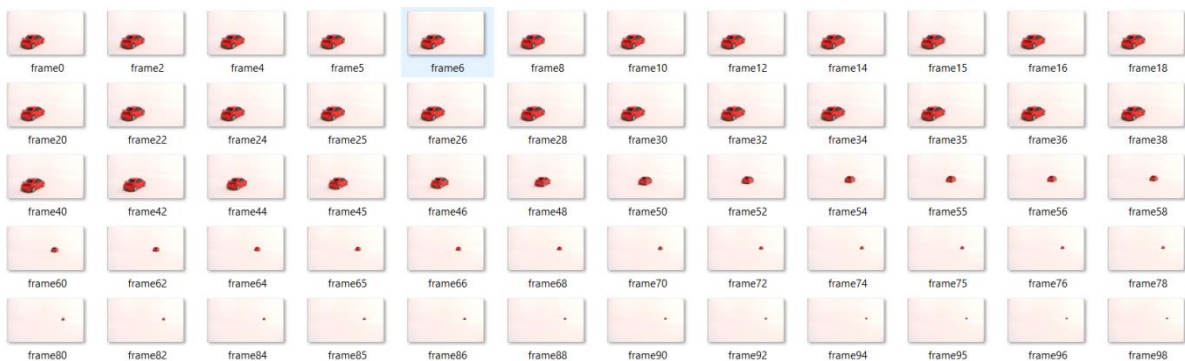 frame0 frame2 frame4 frame5 frame6 frame8 frame10 frame12 frame14 frame15 frame16 frame18
frame20 frame22 frame24 frame25 frame26 frame28 frame30 frame32 frame34 frame35 frame36 frame38
frame40 frame42 frame44 frame45 frame46 frame48 frame50 frame52 frame54 frame55 frame56 frame58
frame60 frame62 frame64 frame65 frame66 frame68 frame70 frame72 frame74 frame75 frame76 frame78
frame80 frame82 frame84 frame85 frame86 frame88 frame90 frame92 frame94 frame95 frame96 frame98